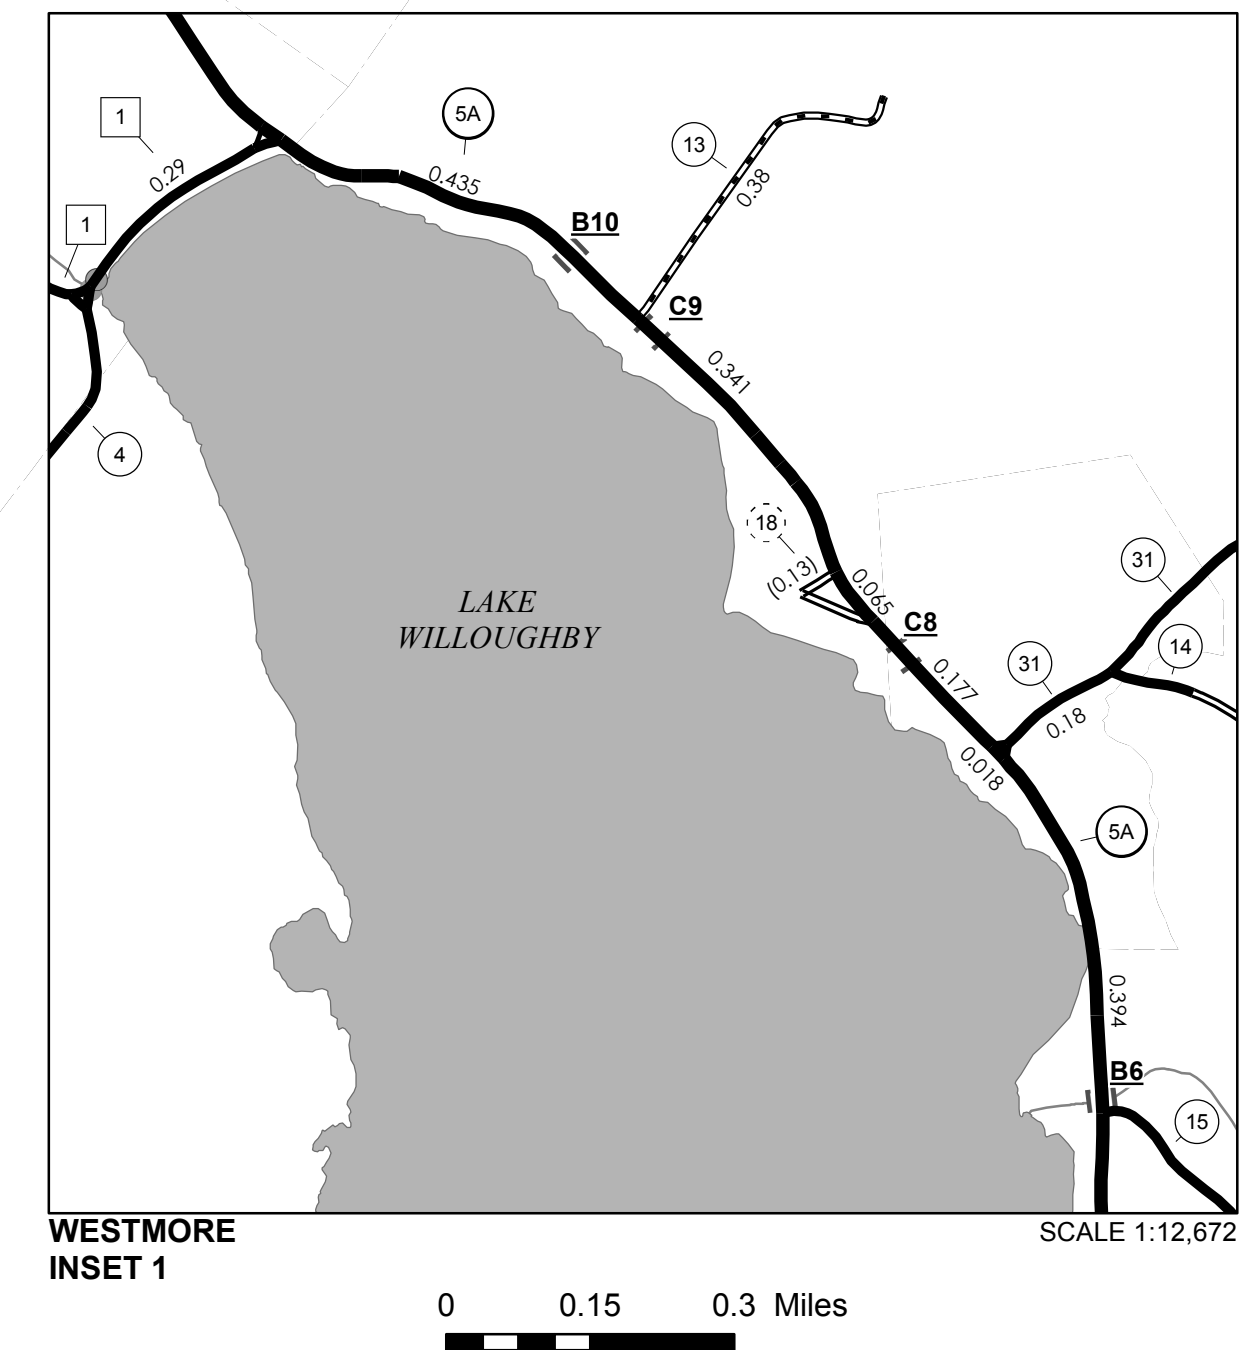 1
5A
13
0.29
0.435
0.38
1
B10
C9
0.341
4
18
(0.13)
0.065
31
LAKE
WILLOUGHBY
C8
14
31
0.177
0.18
0.018
5A
0.394
B6
15
WESTMORE
INSET 1
SCALE 1:12,672
0 0.15 0.3 Miles